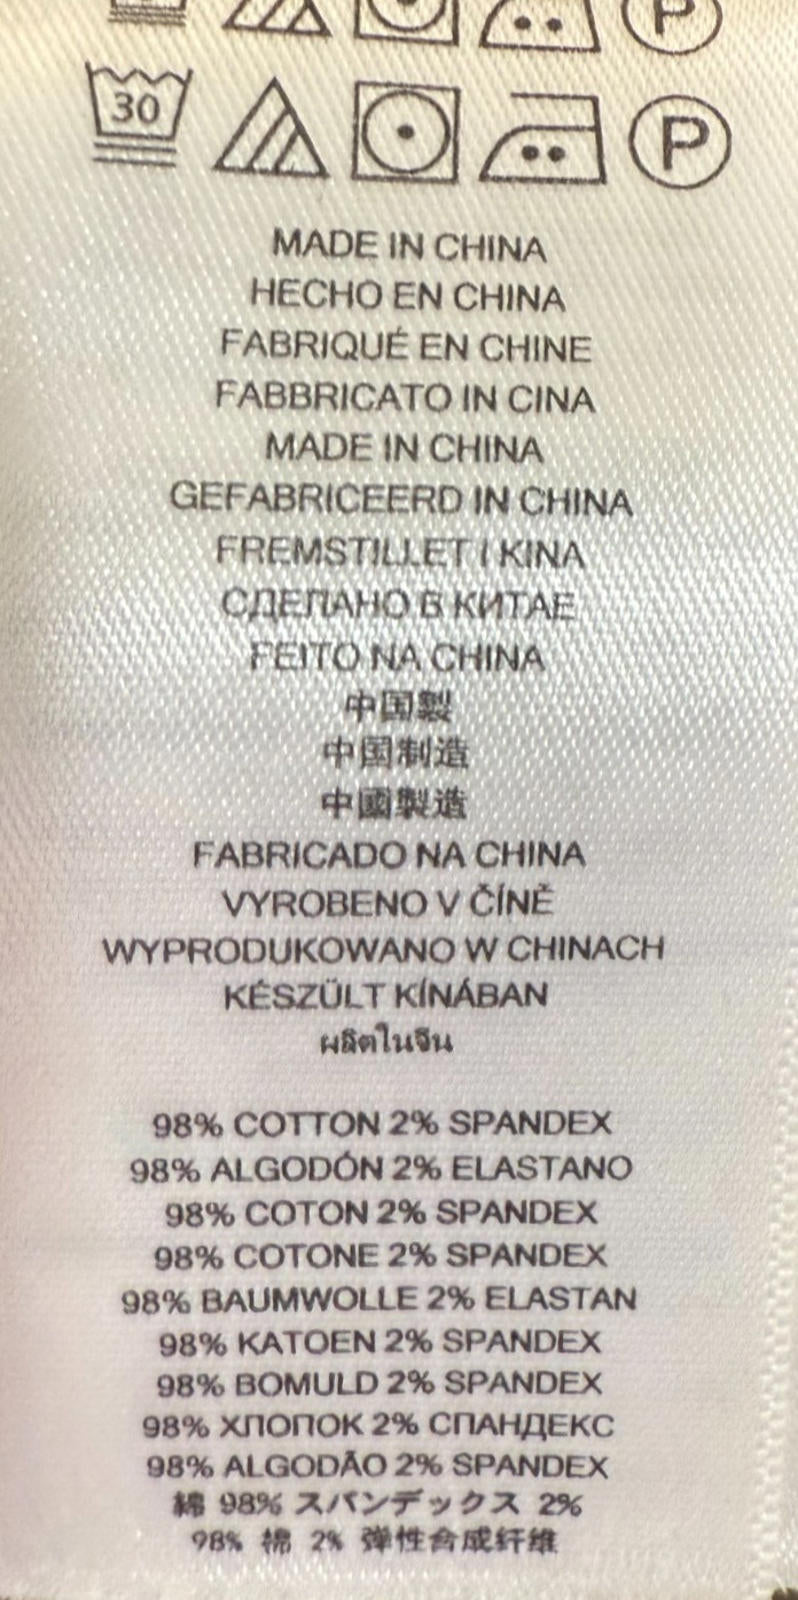 30
P
MADE IN CHINA
HECHO EN CHINA
FABRIQUÉ EN CHINE
FABBRICATO IN CINA
MADE IN CHINA
GEFABRICEERD IN CHINA
FREMSTILLET I KINA
СДЕЛАНО В КИТАЕ
FEITO NA CHINA
中国製
中国制造
中國製造
FABRICADO NA CHINA
VYROBENO V ČÍNĚ
WYPRODUKOWANO W CHINACH
KÉSZÜLT KÍNÁBAN
ผลิตในจีน
98% COTTON 2% SPANDEX
98% ALGODÓN 2% ELASTANO
98% COTON 2% SPANDEX
98% COTONE 2% SPANDEX
98% BAUMWOLLE 2% ELASTAN
98% KATOEN 2% SPANDEX
98% BOMULD 2% SPANDEX
98% ХЛОПОК 2% СПАНДЕКС
98% ALGODÃO 2% SPANDEX
綿 98% スパンデックス 2%
98% 棉 2% 弹性合成纤维